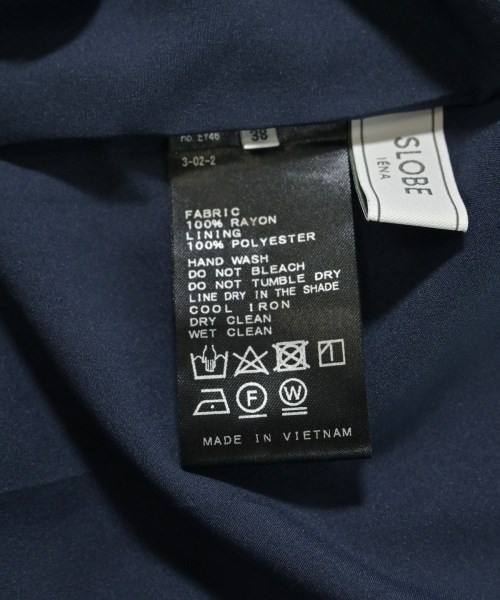 no. EY46
38
3-02-2
SLOBE
IÉNA
FABRIC
100% RAYON
LINING
100% POLYESTER
HAND WASH
DO NOT BLEACH
DO NOT TUMBLE DRY
LINE DRY IN THE SHADE
COOL IRON
DRY CLEAN
WET CLEAN
F
W
MADE IN VIETNAM